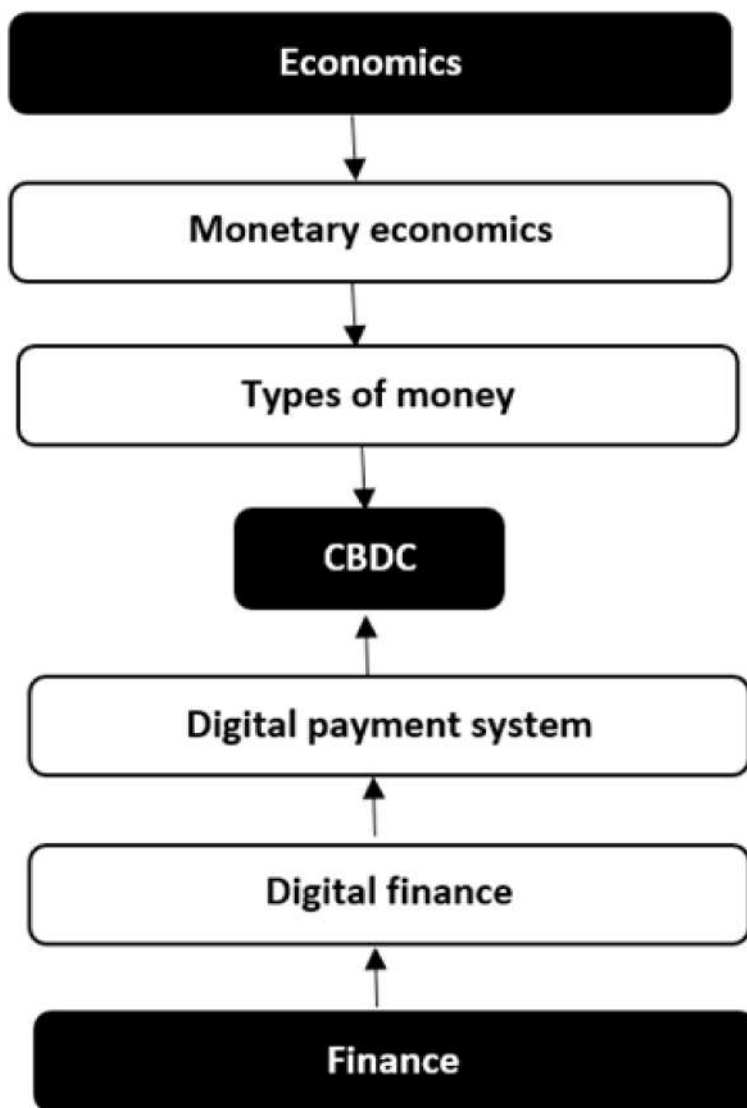 Economics
Monetary economics
Types of money
CBDC
Digital payment system
Digital finance
Finance